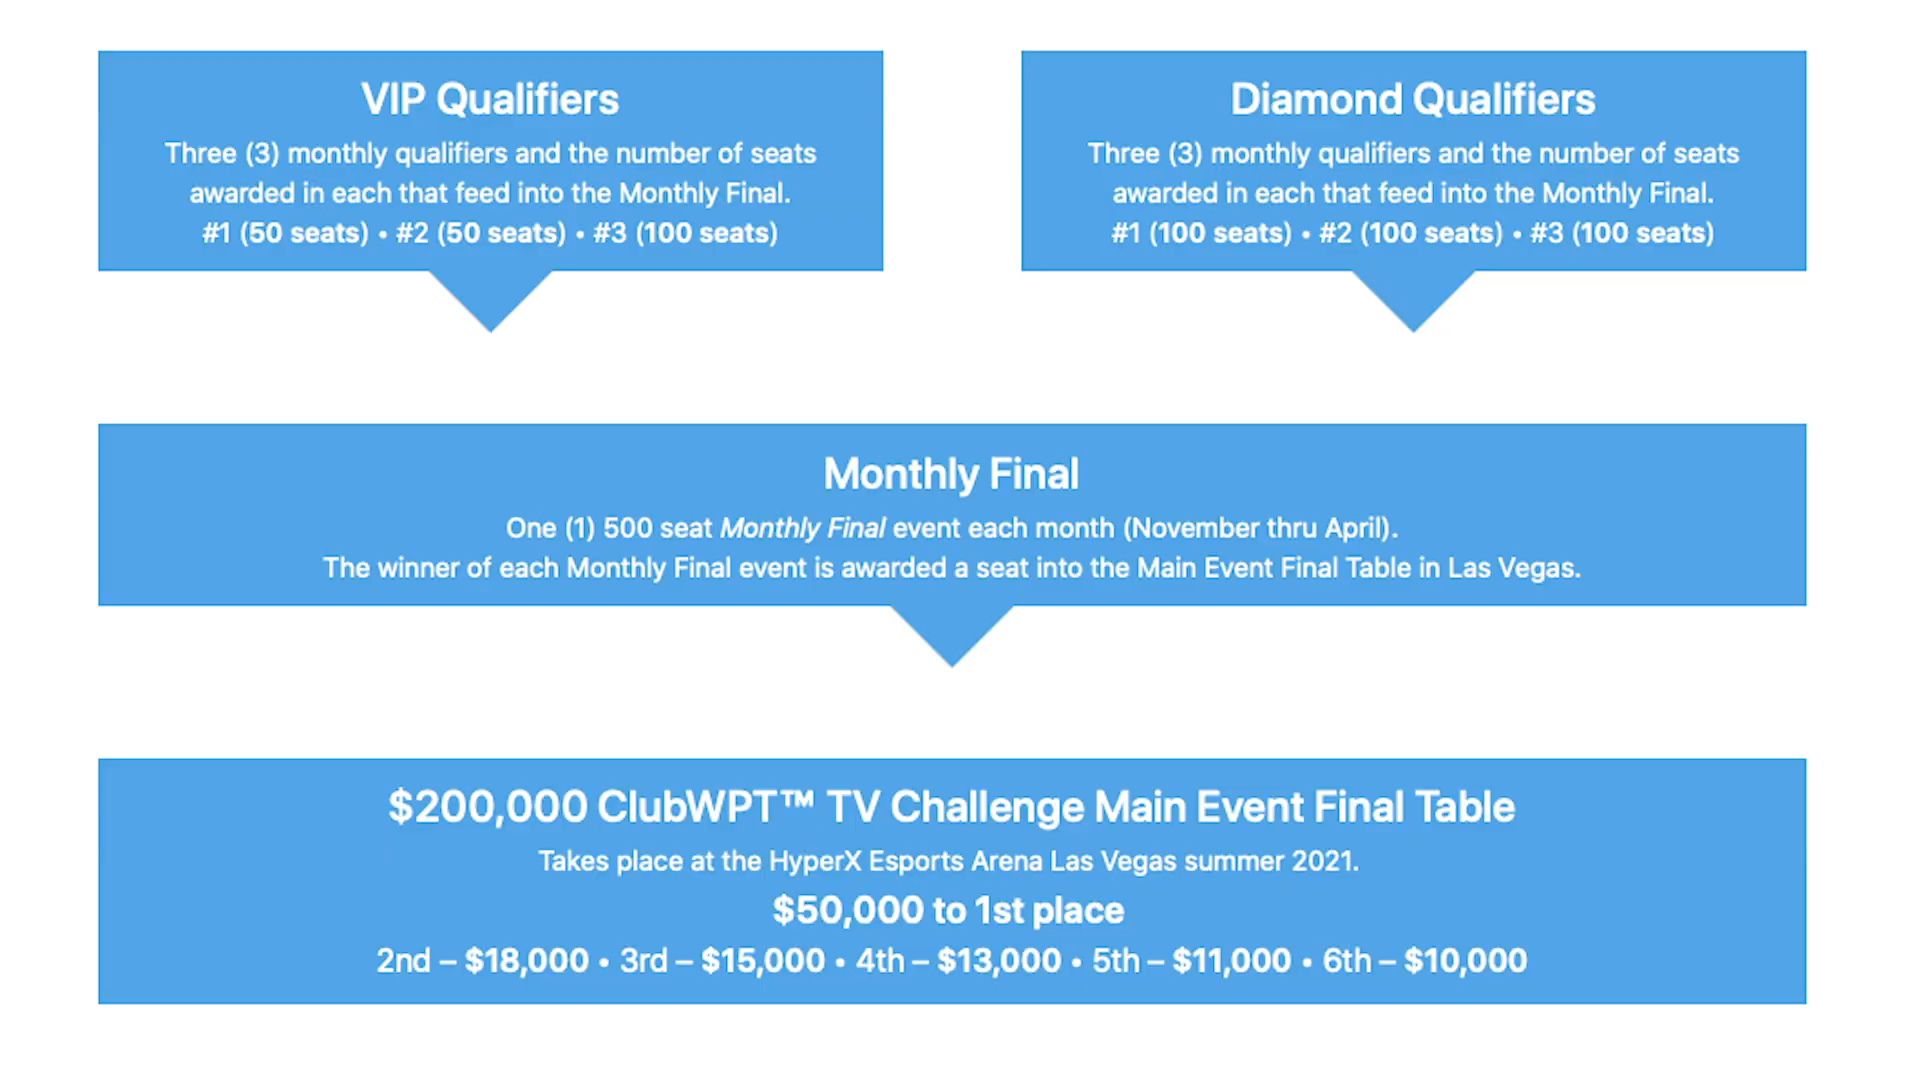 VIP Qualifiers
Three (3) monthly qualifiers and the number of seats
awarded in each that feed into the Monthly Final.
#1 (50 seats) • #2 (50 seats) • #3 (100 seats)
Diamond Qualifiers
Three (3) monthly qualifiers and the number of seats
awarded in each that feed into the Monthly Final.
#1 (100 seats) • #2 (100 seats) • #3 (100 seats)
Monthly Final
One (1) 500 seat Monthly Final event each month (November thru April).
The winner of each Monthly Final event is awarded a seat into the Main Event Final Table in Las Vegas.
$200,000 ClubWPT™ TV Challenge Main Event Final Table
Takes place at the HyperX Esports Arena Las Vegas summer 2021.
$50,000 to 1st place
2nd – $18,000 • 3rd – $15,000 • 4th – $13,000 • 5th – $11,000 • 6th – $10,000